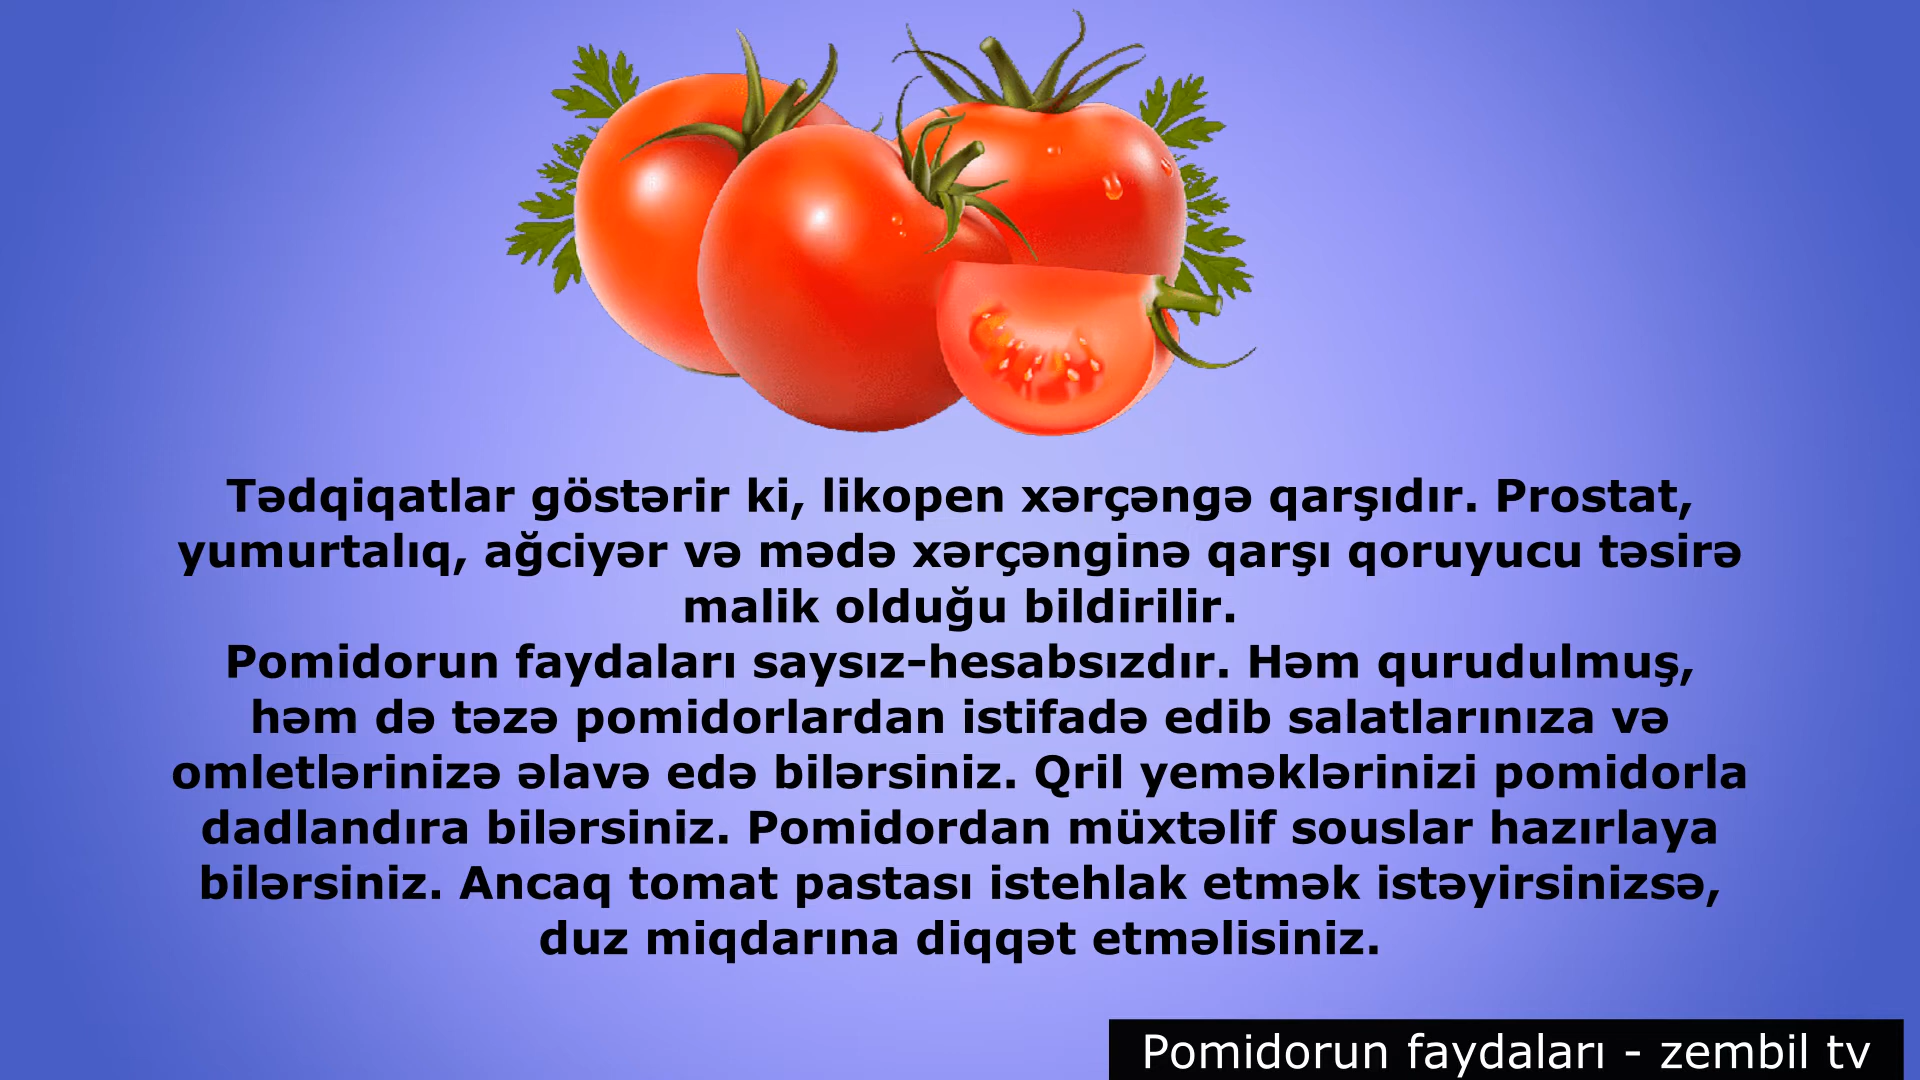 Tədqiqatlar göstərir ki, likopen xərçəngə qarşıdır. Prostat,
yumurtalıq, ağciyər və mədə xərçənginə qarşı qoruyucu təsirə
malik olduğu bildirilir.
Pomidorun faydaları saysız-hesabsızdır. Həm qurudulmuş,
həm də təzə pomidorlardan istifadə edib salatlarınıza və
omletlərinizə əlavə edə bilərsiniz. Qril yeməklərinizi pomidorla
dadlandıra bilərsiniz. Pomidordan müxtəlif souslar hazırlaya
bilərsiniz. Ancaq tomat pastası istehlak etmək istəyirsinizsə,
duz miqdarına diqqət etməlisiniz.
Pomidorun faydaları - zembil tv